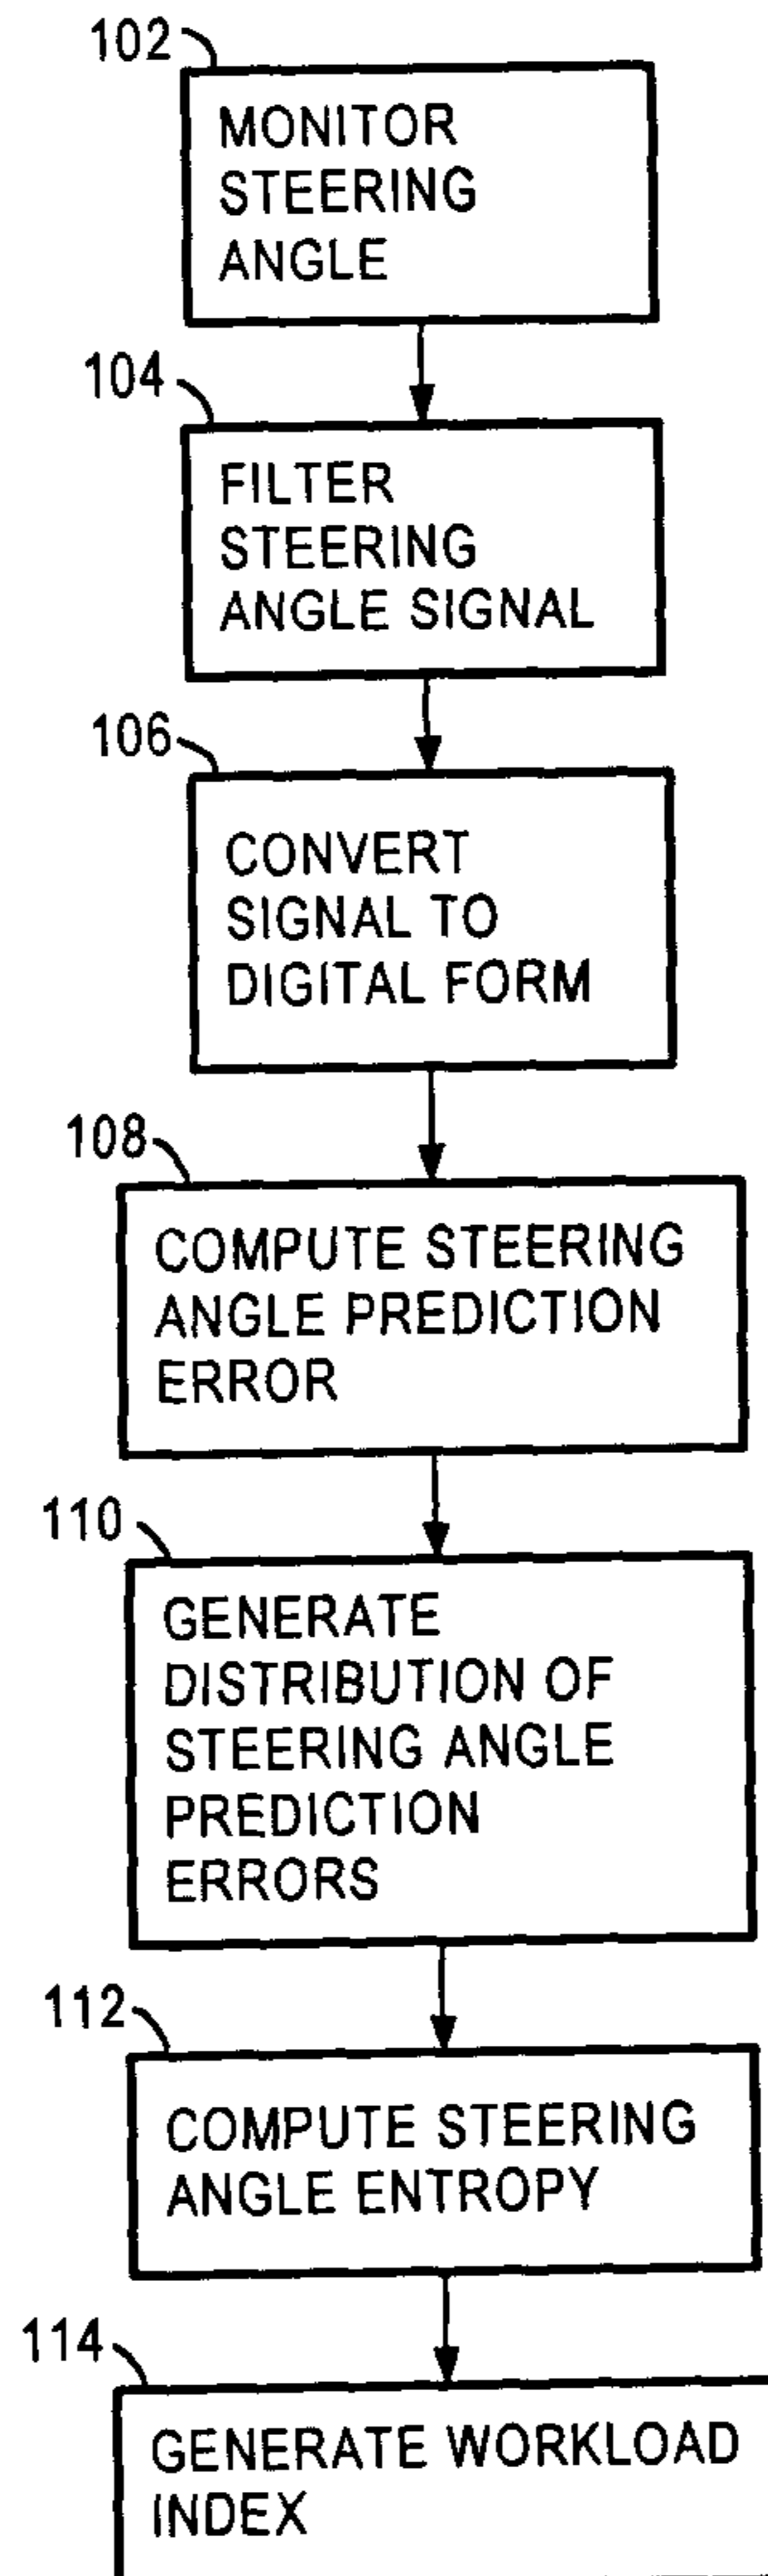 102
MONITOR
STEERING
ANGLE
104
FILTER
STEERING
ANGLE SIGNAL
106
CONVERT
SIGNAL TO
DIGITAL FORM
108
COMPUTE STEERING
ANGLE PREDICTION
ERROR
110
GENERATE
DISTRIBUTION OF
STEERING ANGLE
PREDICTION
ERRORS
112
COMPUTE STEERING
ANGLE ENTROPY
114
GENERATE WORKLOAD
INDEX